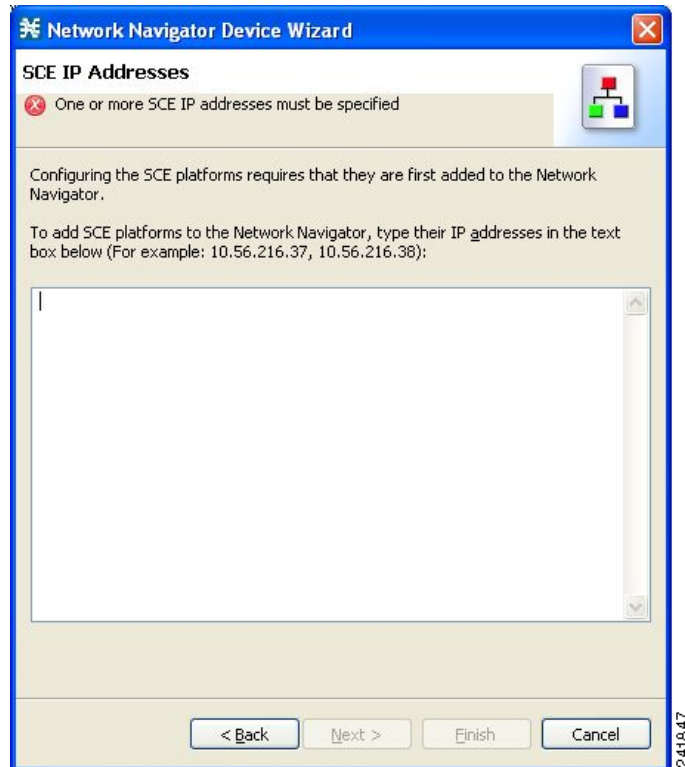 Network Navigator Device Wizard
SCE IP Addresses
One or more SCE IP addresses must be specified
Configuring the SCE platforms requires that they are first added to the Network
Navigator.
To add SCE platforms to the Network Navigator, type their IP addresses in the text
box below (For example: 10.56.216.37, 10.56.216.38):
< Back
Next >
Finish
Cancel
241847